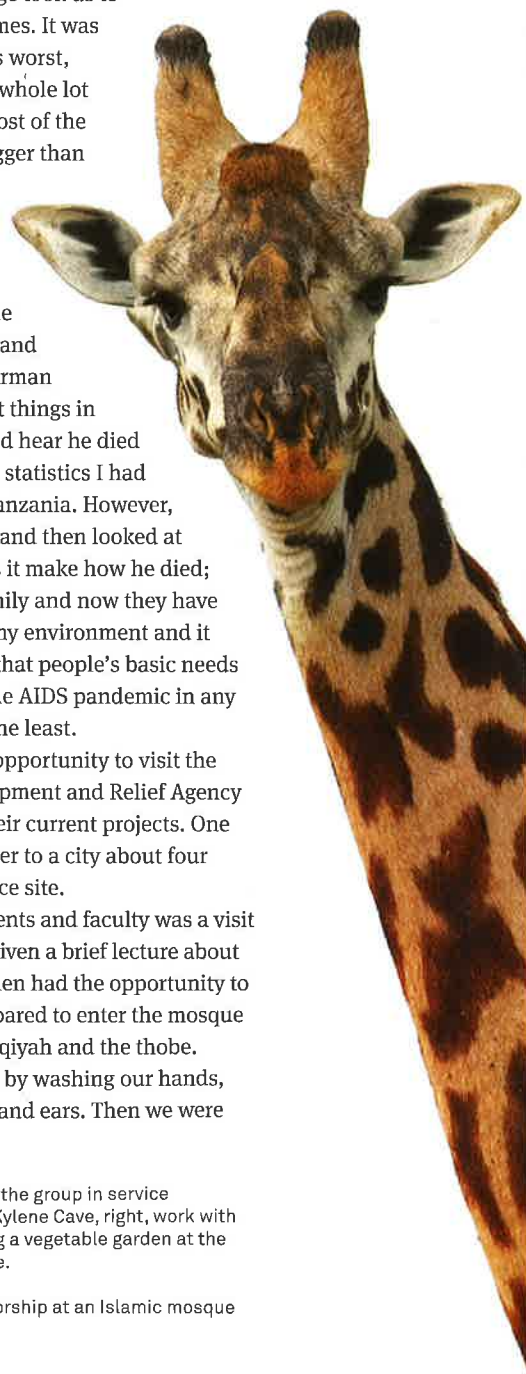 mes. It was
s worst,
whole lot
ost of the
gger than
e
and
rman
t things in
d hear he died
statistics I had
anzania. However,
and then looked at
it make how he died;
nily and now they have
ny environment and it
that people's basic needs
e AIDS pandemic in any
he least.
opportunity to visit the
opment and Relief Agency
eir current projects. One
er to a city about four
ce site.
ents and faculty was a visit
given a brief lecture about
en had the opportunity to
pared to enter the mosque
qiyah and the thobe.
by washing our hands,
and ears. Then we were
the group in service
Kylene Cave, right, work with
g a vegetable garden at the
e.
orship at an Islamic mosque